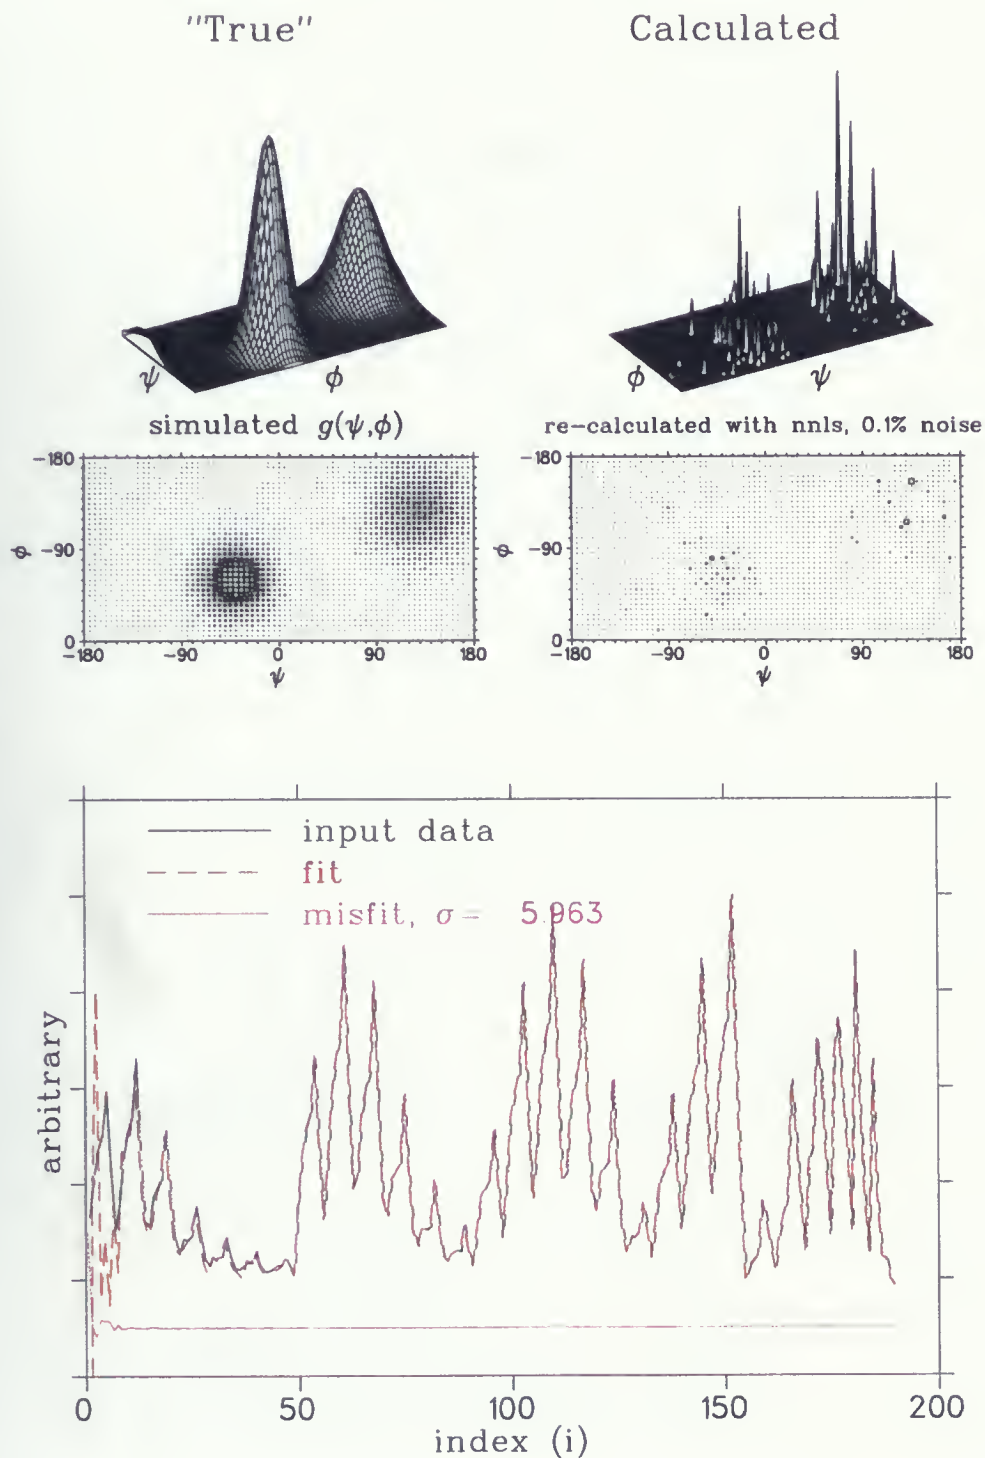 "True" Calculated
ψ φ φ ψ
simulated g(ψ,φ) re-calculated with nnls, 0.1% noise
-180 -180
φ -90 φ -90
0 0
-180 -90 0 90 180 -180 -90 0 90 180
ψ ψ
input data
fit
misfit, σ= 5.963
arbitrary
0 50 100 150 200
index (i)